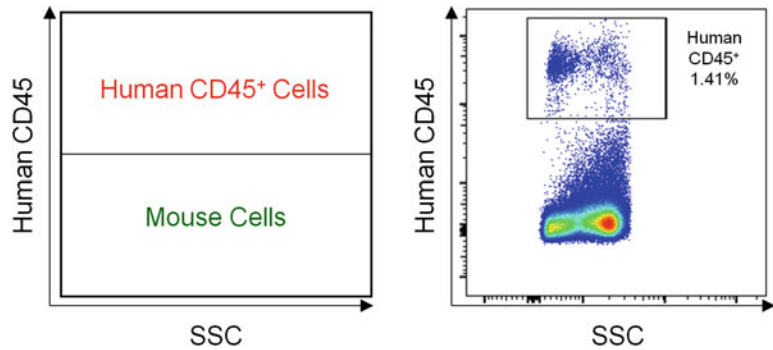 Human CD45
Human CD45⁺ Cells
Mouse Cells
SSC
Human CD45
Human
CD45⁺
1.41%
SSC